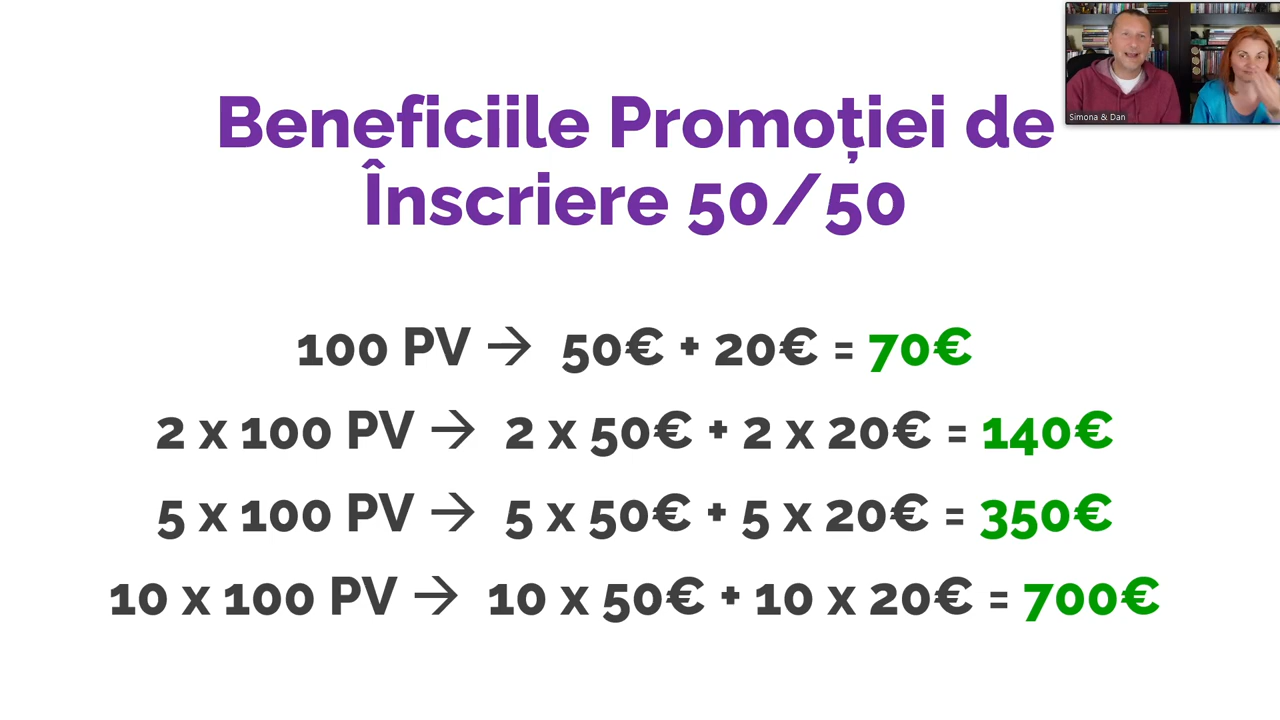 Beneficiile Promoției de
Înscriere 50/50
100 PV → 50€ + 20€ = 70€
2 x 100 PV → 2 x 50€ + 2 x 20€ = 140€
5 x 100 PV → 5 x 50€ + 5 x 20€ = 350€
10 x 100 PV → 10 x 50€ + 10 x 20€ = 700€
Simona & Dan